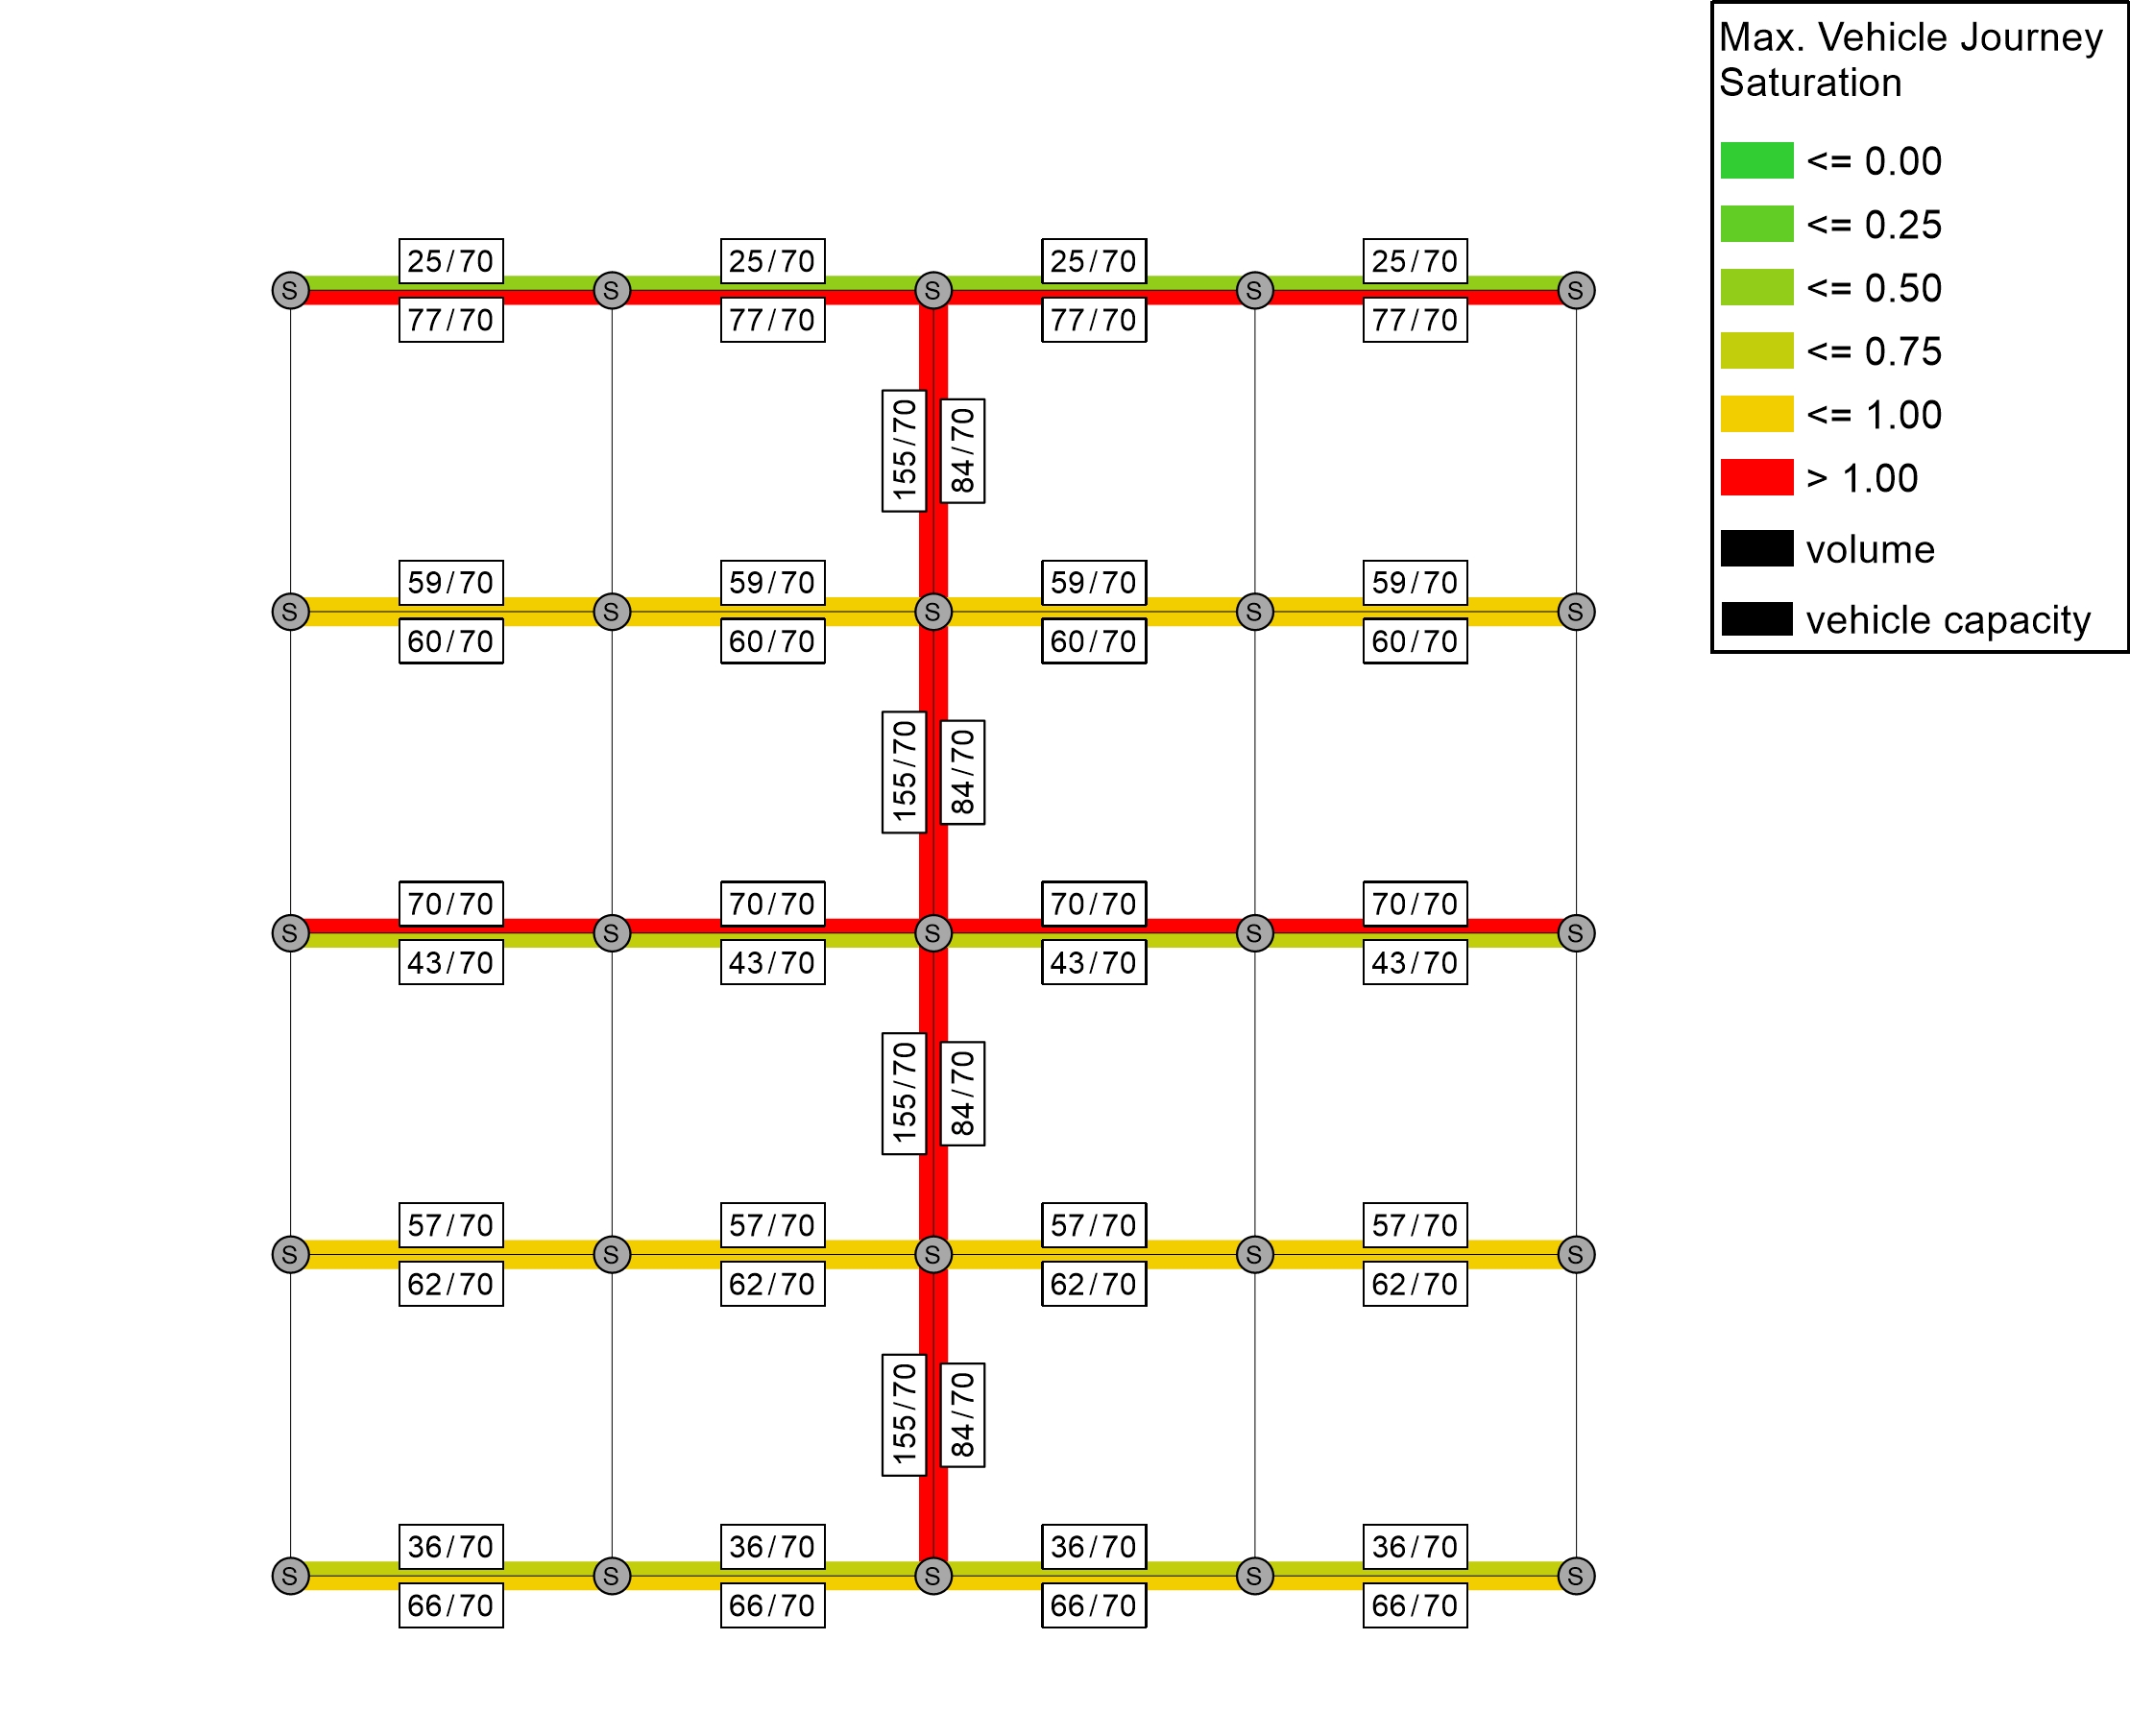 Max. Vehicle Journey
Saturation
<= 0.00
<= 0.25
<= 0.50
<= 0.75
<= 1.00
> 1.00
volume
vehicle capacity
25/70 25/70 25/70 25/70
S S S S S
77/70 77/70 77/70 77/70
155/70 84/70
59/70 59/70 59/70 59/70
S S S S S
60/70 60/70 60/70 60/70
155/70 84/70
70/70 70/70 70/70 70/70
S S S S S
43/70 43/70 43/70 43/70
155/70 84/70
57/70 57/70 57/70 57/70
S S S S S
62/70 62/70 62/70 62/70
155/70 84/70
36/70 36/70 36/70 36/70
S S S S S
66/70 66/70 66/70 66/70